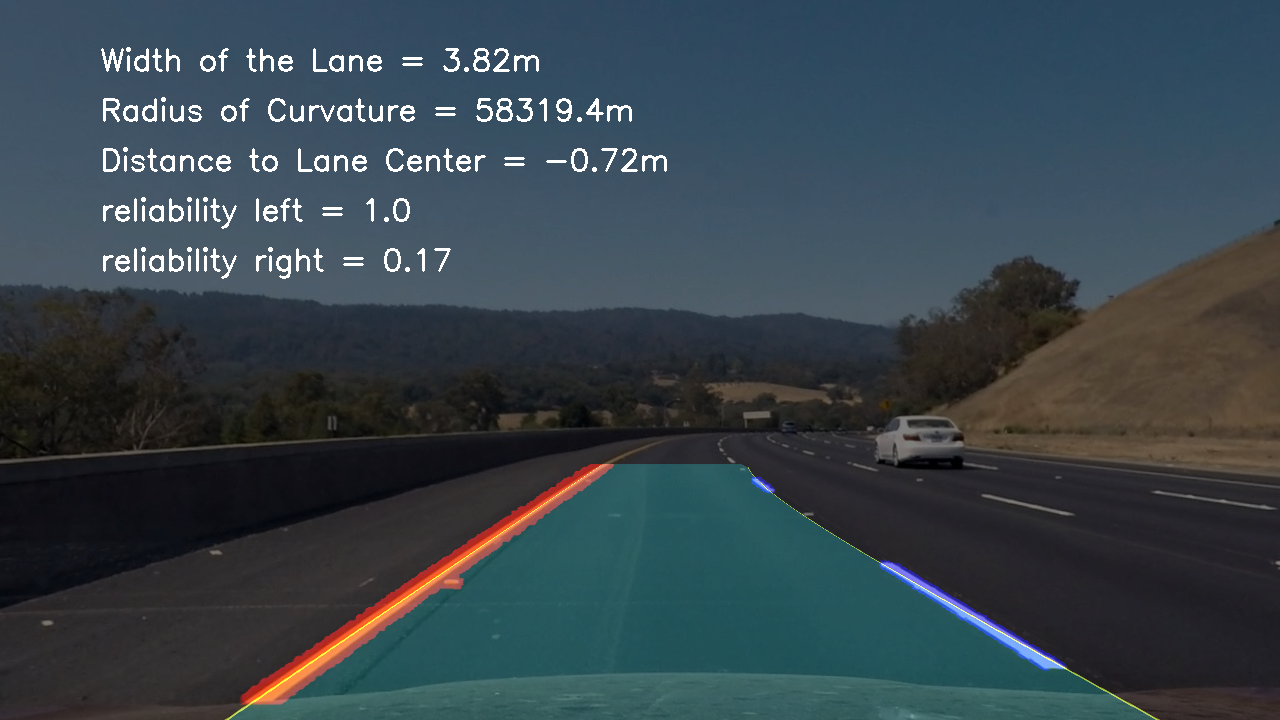 Width of the Lane = 3.82m
Radius of Curvature = 58319.4m
Distance to Lane Center = −0.72m
reliability left = 1.0
reliability right = 0.17